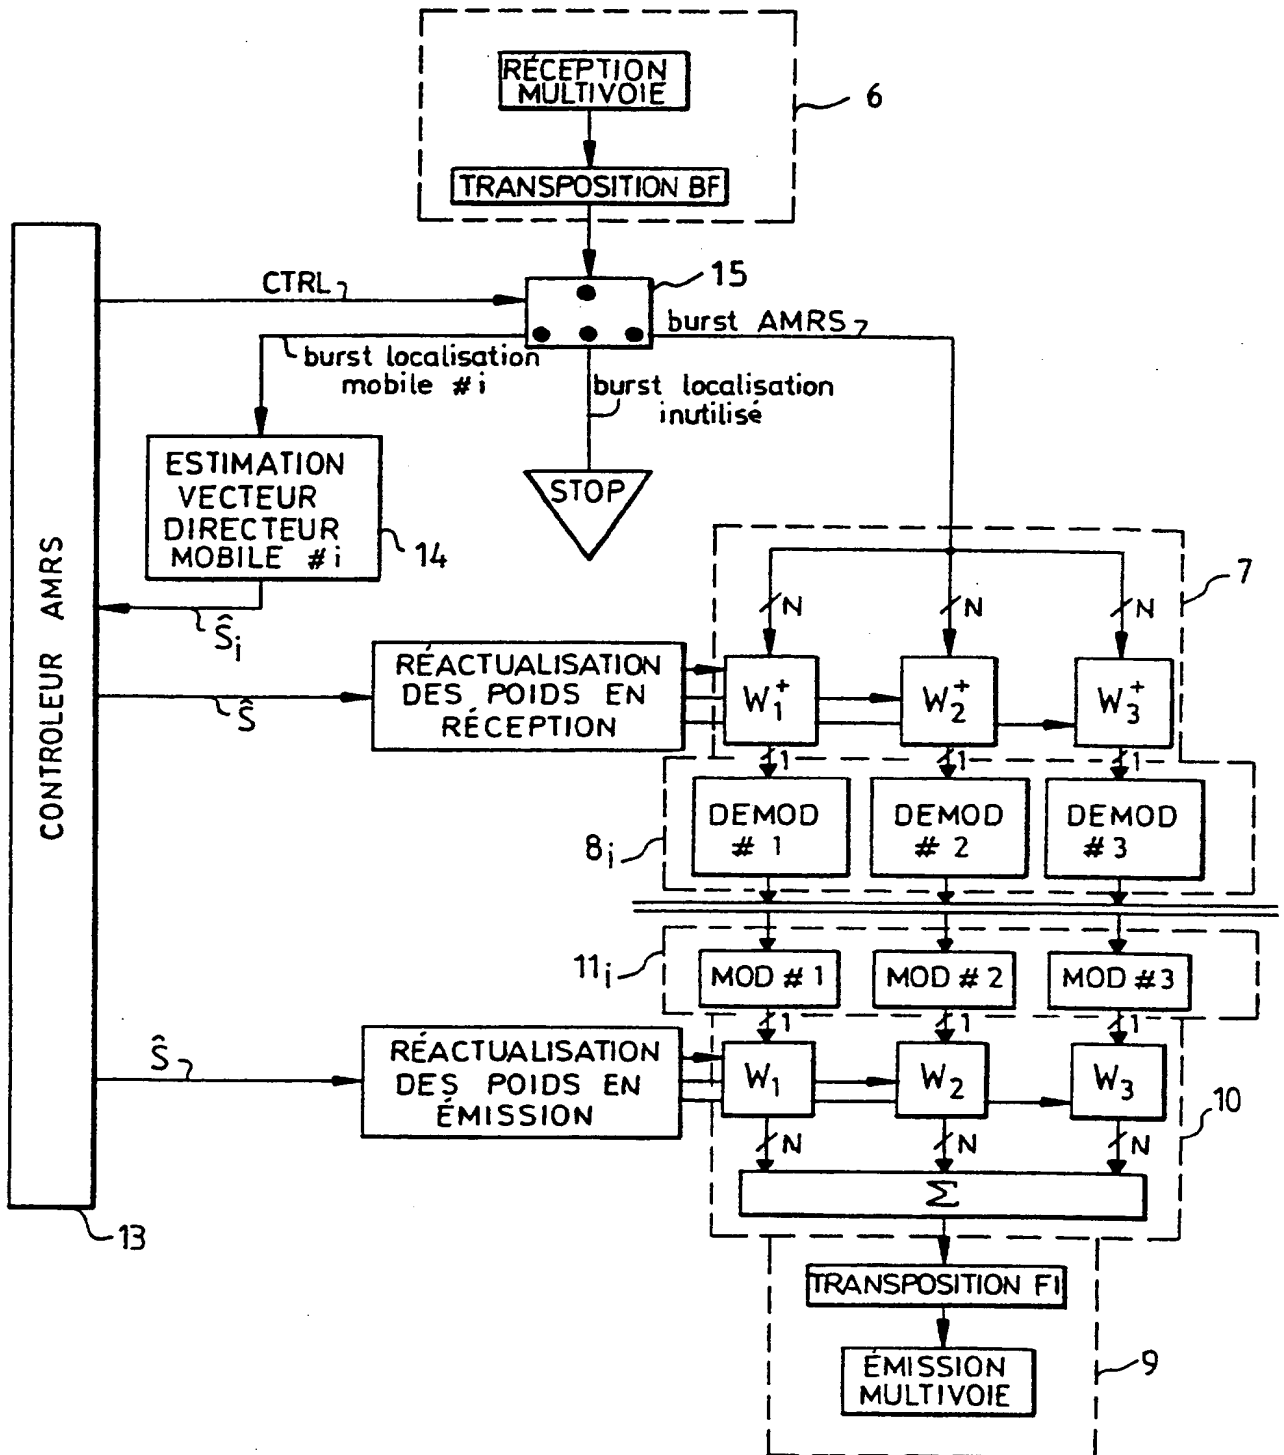 RÉCEPTION
MULTIVOIE
6
TRANSPOSITION BF
15
CTRL
burst AMRS
burst localisation
mobile #i
burst localisation
inutilisé
STOP
ESTIMATION
VECTEUR
DIRECTEUR
MOBILE #i
14
CONTROLEUR AMRS
7
N
N
N
Ŝi
RÉACTUALISATION
DES POIDS EN
RÉCEPTION
Ŝ
W1+
W2+
W3+
1
1
1
DEMOD
#1
DEMOD
#2
DEMOD
#3
8i
11i
MOD #1
MOD #2
MOD #3
1
1
1
Ŝ
RÉACTUALISATION
DES POIDS EN
ÉMISSION
W1
W2
W3
10
N
N
N
Σ
13
TRANSPOSITION FI
ÉMISSION
MULTIVOIE
9